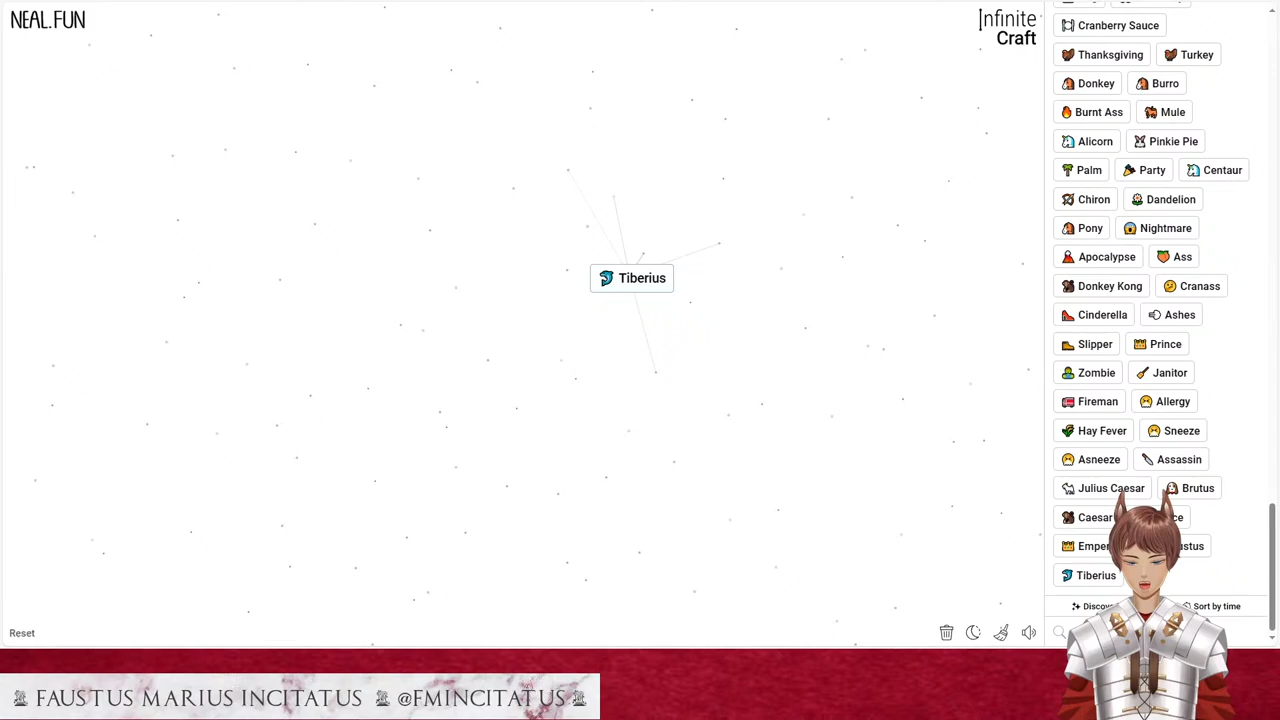 NEAL.FUN
Infinite
Craft
Tiberius
Cranberry Sauce
Thanksgiving Turkey
Donkey Burro
Burnt Ass Mule
Alicorn Pinkie Pie
Palm Party Centaur
Chiron Dandelion
Pony Nightmare
Apocalypse Ass
Donkey Kong Cranass
Cinderella Ashes
Slipper Prince
Zombie Janitor
Fireman Allergy
Hay Fever Sneeze
Asneeze Assassin
Julius Caesar Brutus
Caesar
Tiberius
Sort by time
Reset
FAUSTUS MARIUS INCITATUS @FMINCITATUS